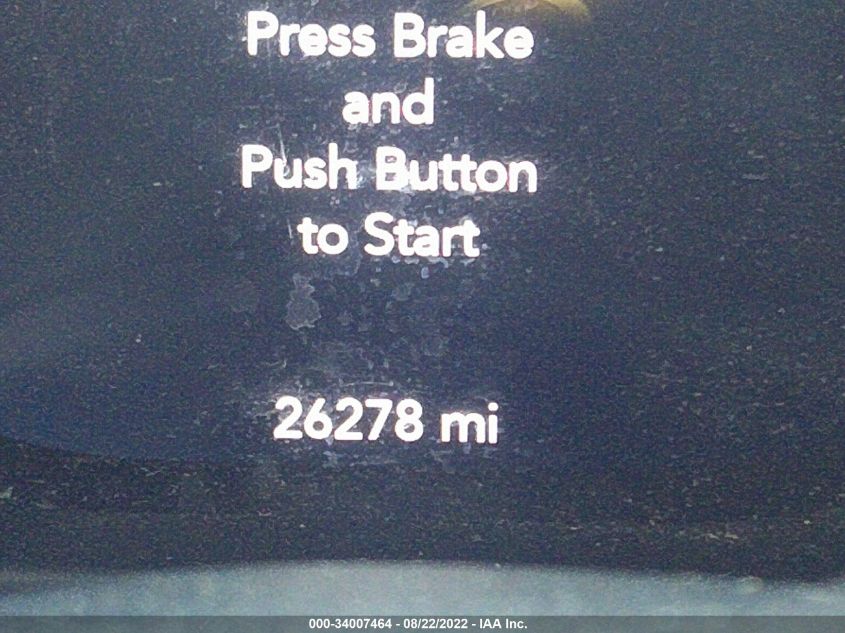 Press Brake
and
Push Button
to Start
26278 mi
000-34007464 - 08/22/2022 - IAA Inc.